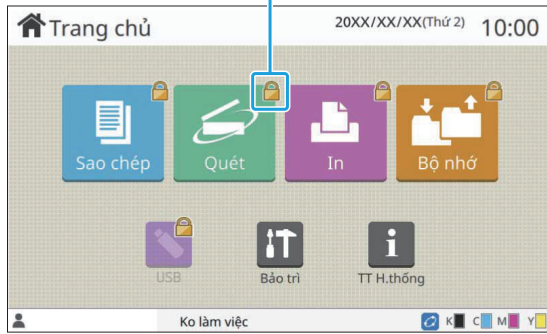 Trang chủ 20XX/XX/XX(Thứ 2) 10:00
Sao chép Quét In Bộ nhớ
USB Bảo trì TT H.thống
Ko làm việc K C M Y